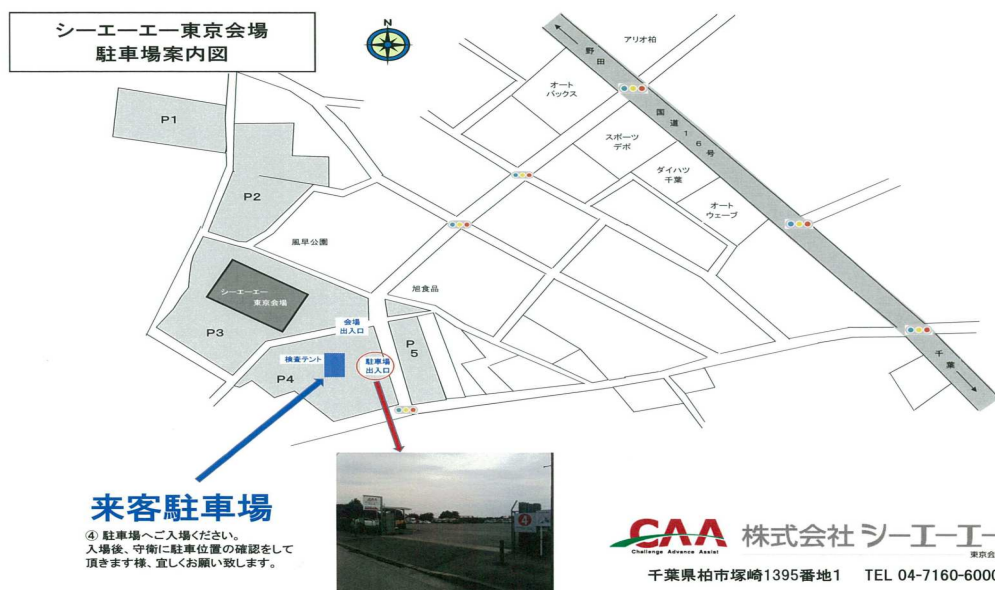 シーエーエー東京会場
駐車場案内図
N
アリオ柏
野田
オート
バックス
国道16号
スポーツ
デポ
ダイハツ
千葉
オート
ウェーブ
千葉
P1
P2
風早公園
旭食品
シーエーエー
東京会場
P3
会場
出入口
P5
検査テント
駐車場
出入口
P4
来客駐車場
④ 駐車場へご入場ください。
入場後、守衛に駐車位置の確認をして
頂きます様、宜しくお願い致します。
④
CAA
Challenge Advance Assist
株式会社 シーエーエー
東京会
千葉県柏市塚崎1395番地1 TEL 04-7160-6000